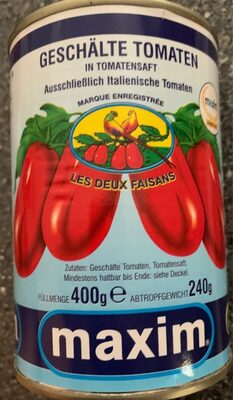 GESCHÄLTE TOMATEN
IN TOMATENSAFT
Ausschließlich Italienische Tomaten
MARQUE ENREGISTRÉE
LES DEUX FAISANS
Zutaten: Geschälte Tomaten, Tomatensaft.
Mindestens haltbar bis Ende: siehe Deckel.
FÜLLMENGE 400g e ABTROPFGEWICHT 240g
maxim